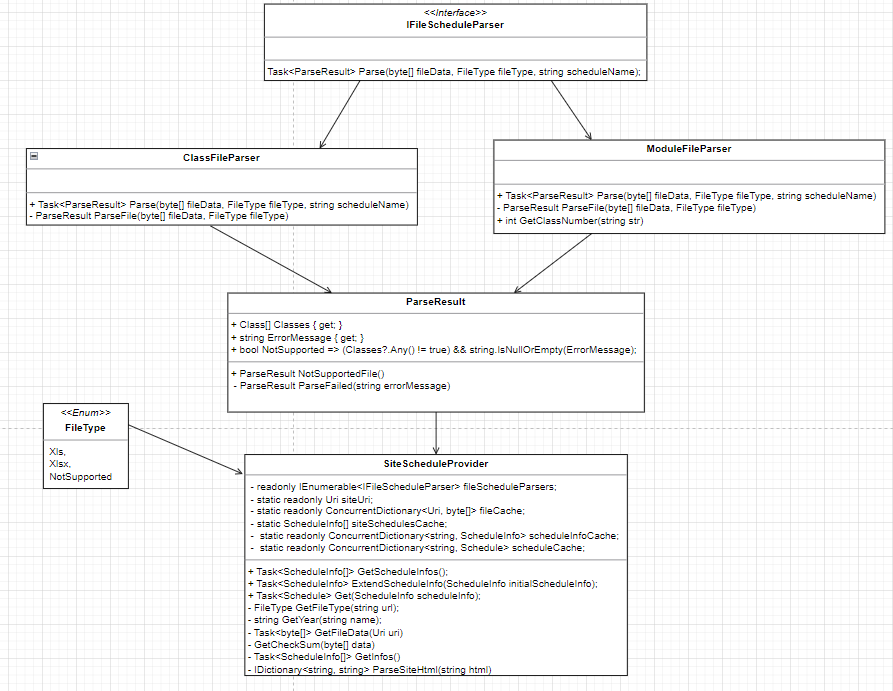 <<Interface>>
IFileScheduleParser
Task<ParseResult> Parse(byte[] fileData, FileType fileType, string scheduleName);
ClassFileParser
+ Task<ParseResult> Parse(byte[] fileData, FileType fileType, string scheduleName)
- ParseResult ParseFile(byte[] fileData, FileType fileType)
ModuleFileParser
+ Task<ParseResult> Parse(byte[] fileData, FileType fileType, string scheduleName)
- ParseResult ParseFile(byte[] fileData, FileType fileType)
+ int GetClassNumber(string str)
ParseResult
+ Class[] Classes { get; }
+ string ErrorMessage { get; }
+ bool NotSupported => (Classes?.Any() != true) && string.IsNullOrEmpty(ErrorMessage);
+ ParseResult NotSupportedFile()
- ParseResult ParseFailed(string errorMessage)
<<Enum>>
FileType
Xls,
Xlsx,
NotSupported
SiteScheduleProvider
- readonly IEnumerable<IFileScheduleParser> fileScheduleParsers;
- static readonly Uri siteUri;
- static readonly ConcurrentDictionary<Uri, byte[]> fileCache;
- static ScheduleInfo[] siteSchedulesCache;
- static readonly ConcurrentDictionary<string, ScheduleInfo> scheduleInfoCache;
- static readonly ConcurrentDictionary<string, Schedule> scheduleCache;
+ Task<ScheduleInfo[]> GetScheduleInfos();
+ Task<ScheduleInfo> ExtendScheduleInfo(ScheduleInfo initialScheduleInfo);
+ Task<Schedule> Get(ScheduleInfo scheduleInfo);
- FileType GetFileType(string url);
- string GetYear(string name);
- Task<byte[]> GetFileData(Uri uri)
- GetCheckSum(byte[] data)
- Task<ScheduleInfo[]> GetInfos()
- IDictionary<string, string> ParseSiteHtml(string html)